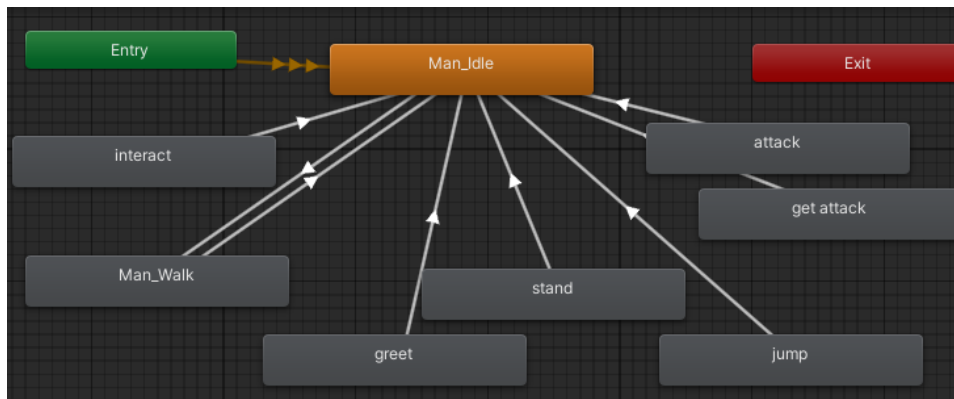 Entry
Man_Idle
Exit
interact
attack
get attack
Man_Walk
stand
greet
jump